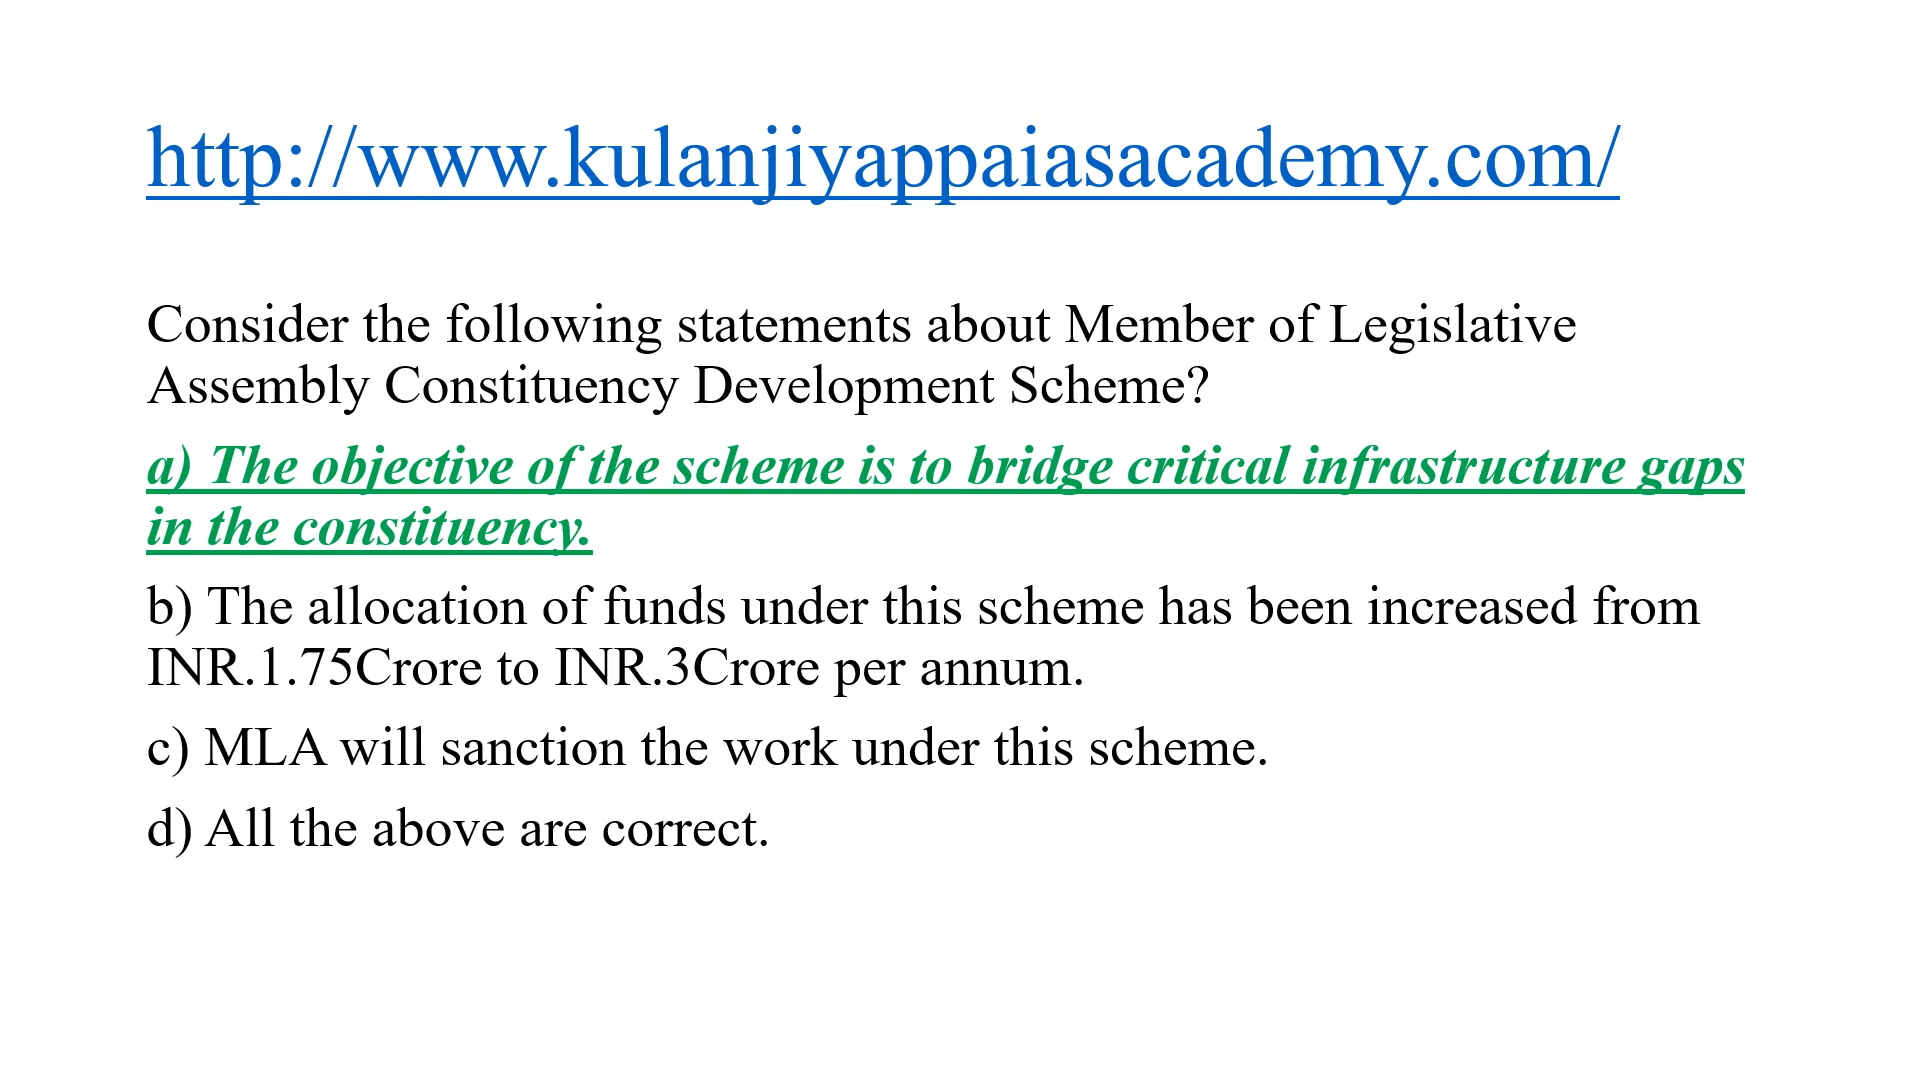 http://www.kulanjiyappaiasacademy.com/
Consider the following statements about Member of Legislative
Assembly Constituency Development Scheme?
a) The objective of the scheme is to bridge critical infrastructure gaps
in the constituency.
b) The allocation of funds under this scheme has been increased from
INR.1.75Crore to INR.3Crore per annum.
c) MLA will sanction the work under this scheme.
d) All the above are correct.